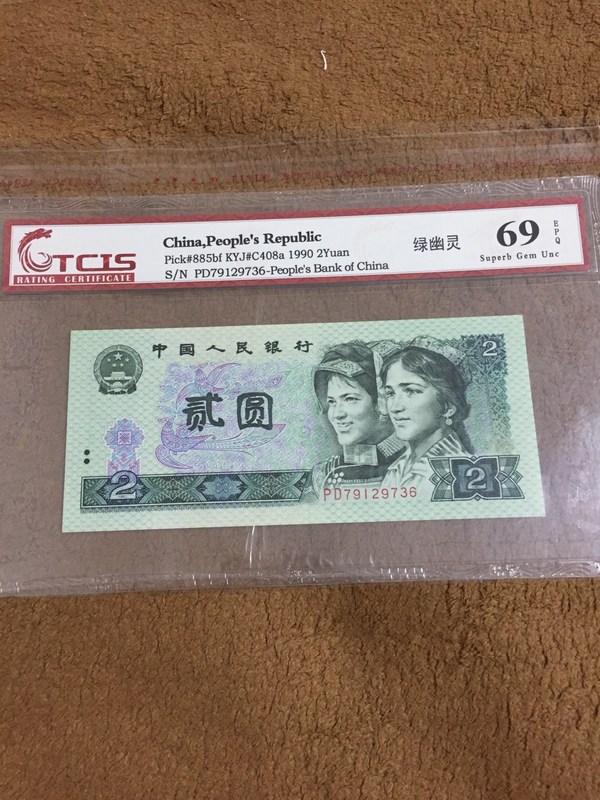 TCIS
RATING CERTIFICATE
China,People's Republic
Pick#885bf KYJ#C408a 1990 2Yuan
S/N PD79129736-People's Bank of China
绿幽灵
69
EPQ
Superb Gem Unc
中国人民银行
2
贰圆
2
PD79129736
2